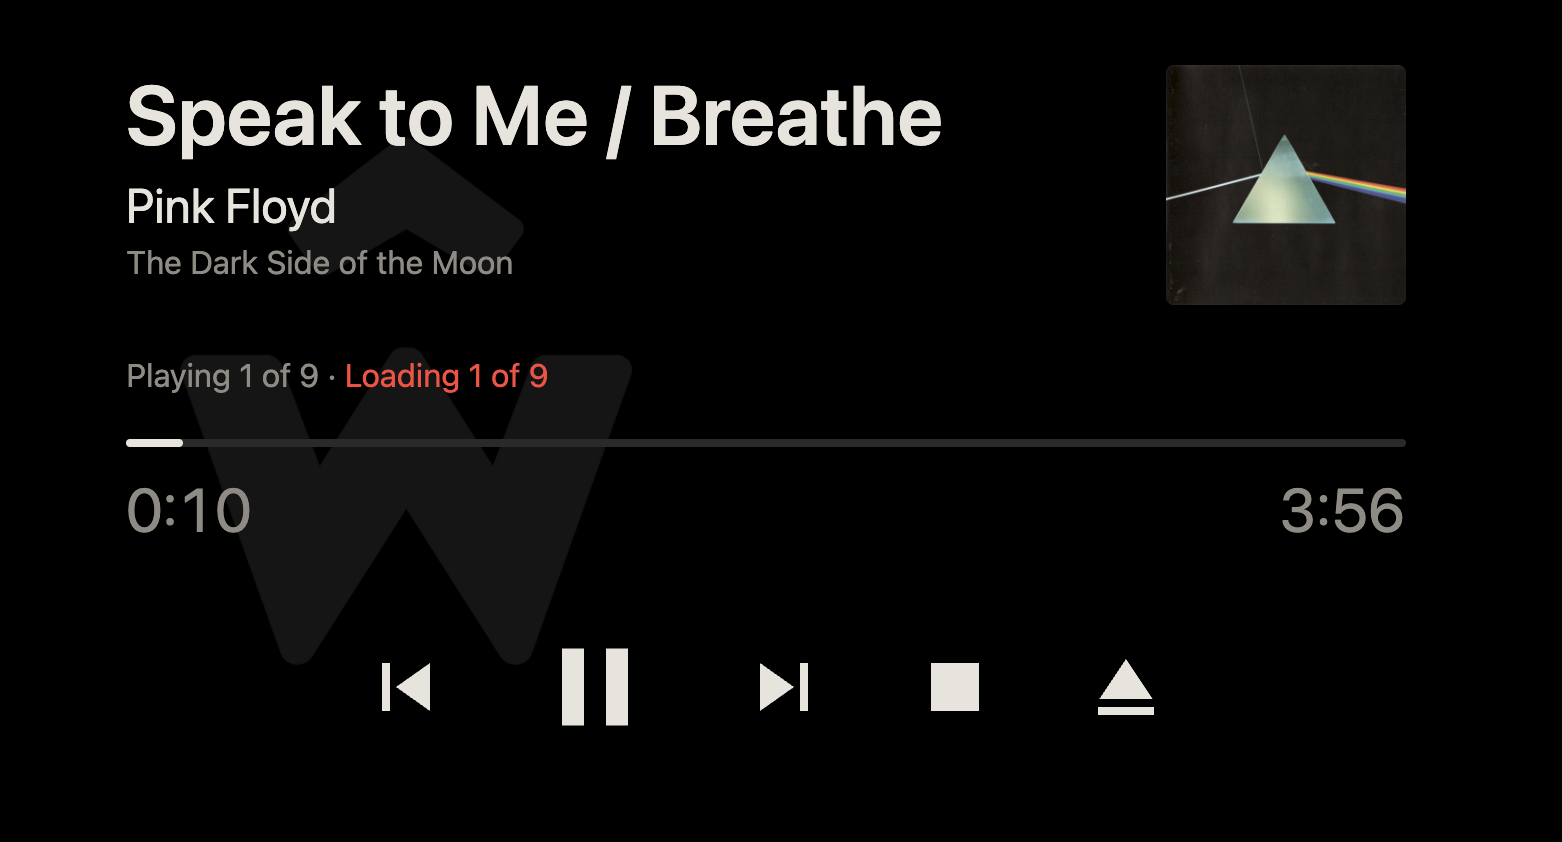 Speak to Me / Breathe
Pink Floyd
The Dark Side of the Moon
Playing 1 of 9 · Loading 1 of 9
0:10 3:56